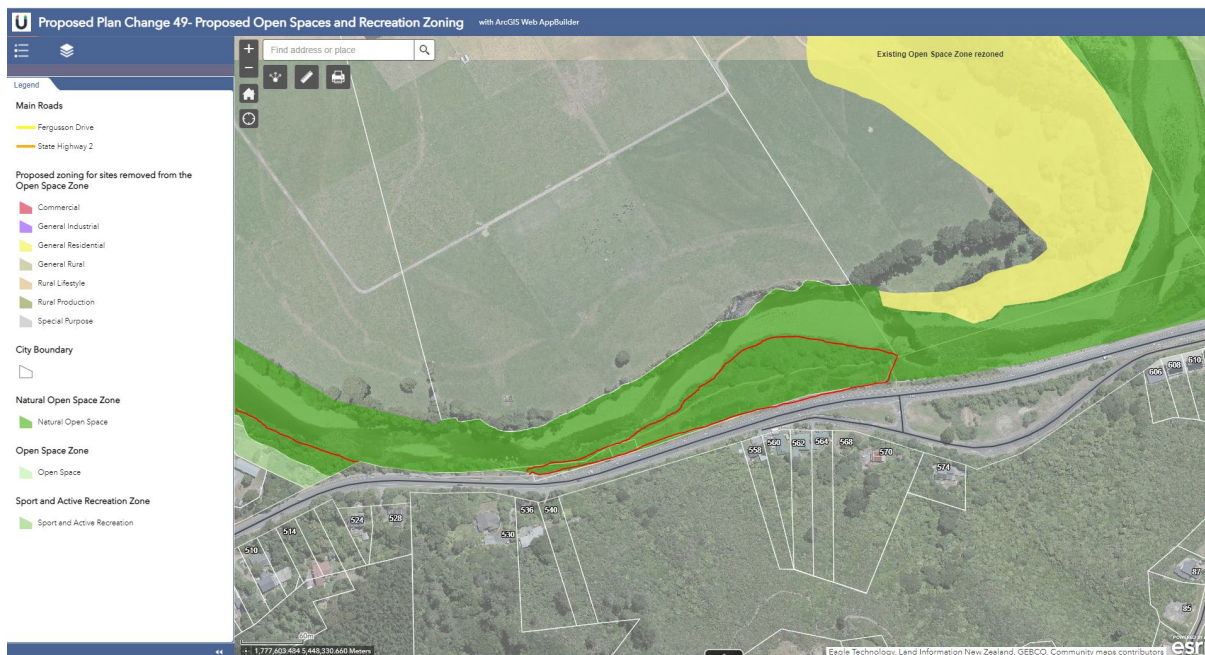 Proposed Plan Change 49- Proposed Open Spaces and Recreation Zoning with ArcGIS Web AppBuilder
Find address or place
Existing Open Space Zone rezoned
Legend
Main Roads
Fergusson Drive
State Highway 2
Proposed zoning for sites removed from the
Open Space Zone
Commercial
General Industrial
General Residential
General Rural
Rural Lifestyle
Rural Production
Special Purpose
City Boundary
Natural Open Space Zone
Natural Open Space
Open Space Zone
Open Space
Sport and Active Recreation Zone
Sport and Active Recreation
606 608 610
558 560 562 564 568 570
574
510 514 524 528
530 536 540
87
85
60m
1,777,603.484 5,448,330.660 Meters
Eagle Technology, Land Information New Zealand, GEBCO, Community maps contributors
POWERED BY
esri